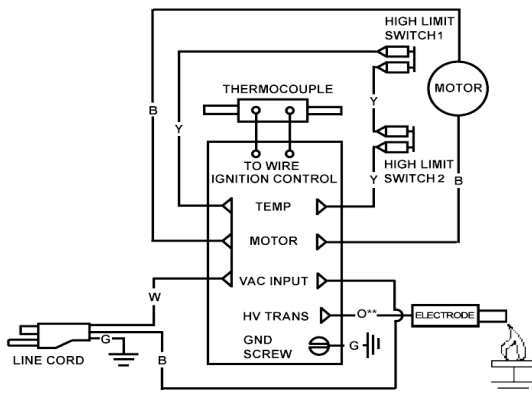 HIGH LIMIT
SWITCH1
THERMOCOUPLE
MOTOR
B
Y
Y
TO WIRE
IGNITION CONTROL
HIGH LIMIT
SWITCH 2
Y
B
TEMP
MOTOR
VAC INPUT
W
HV TRANS
O**
ELECTRODE
GND
SCREW
G
G
LINE CORD
B